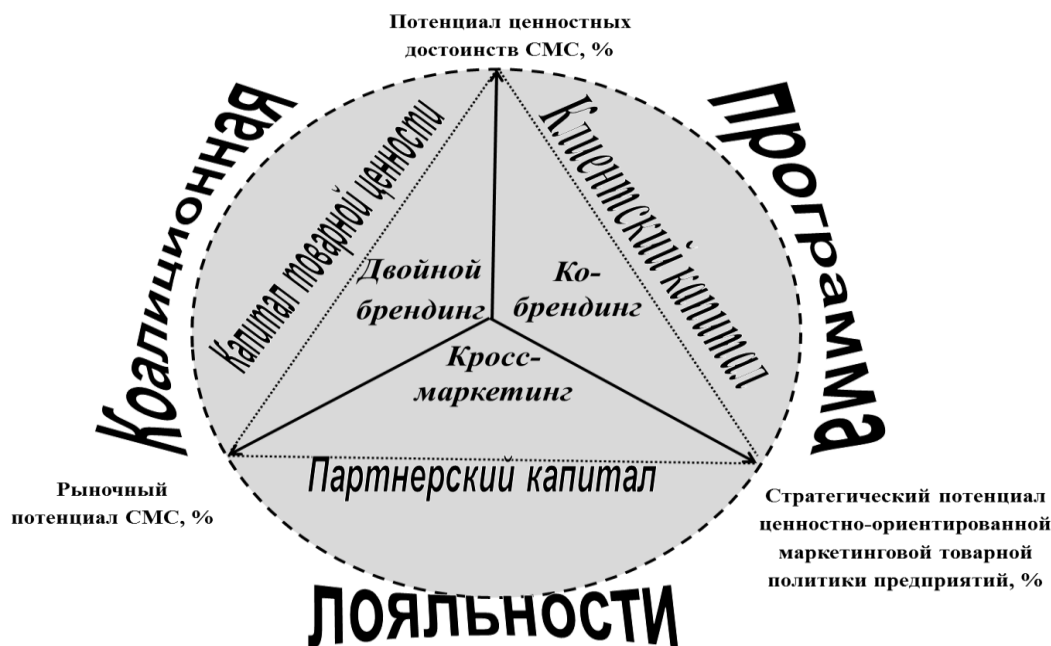 Потенциал ценностных
достоинств СМС, %
Коалиционная
Программа
Капитал товарной ценности
Клиентский капитал
Двойной
брендинг
Ко-
брендинг
Кросс-
маркетинг
Партнерский капитал
Рыночный
потенциал СМС, %
Стратегический потенциал
ценностно-ориентированной
маркетинговой товарной
политики предприятий, %
Лояльности